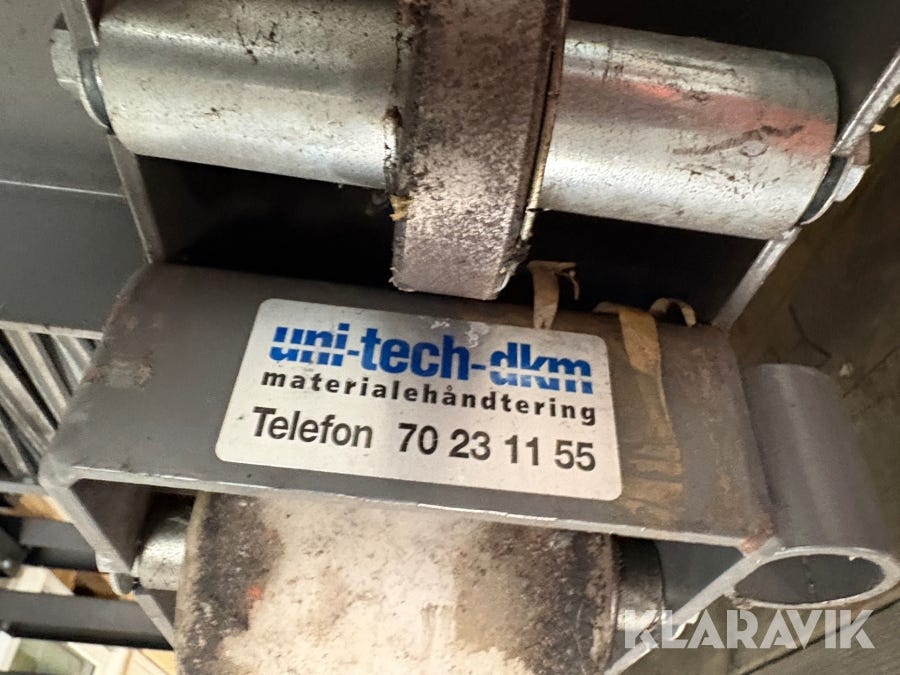 uni-tech-dkm
materialehåndtering
Telefon 70 23 11 55
KLARAVIK